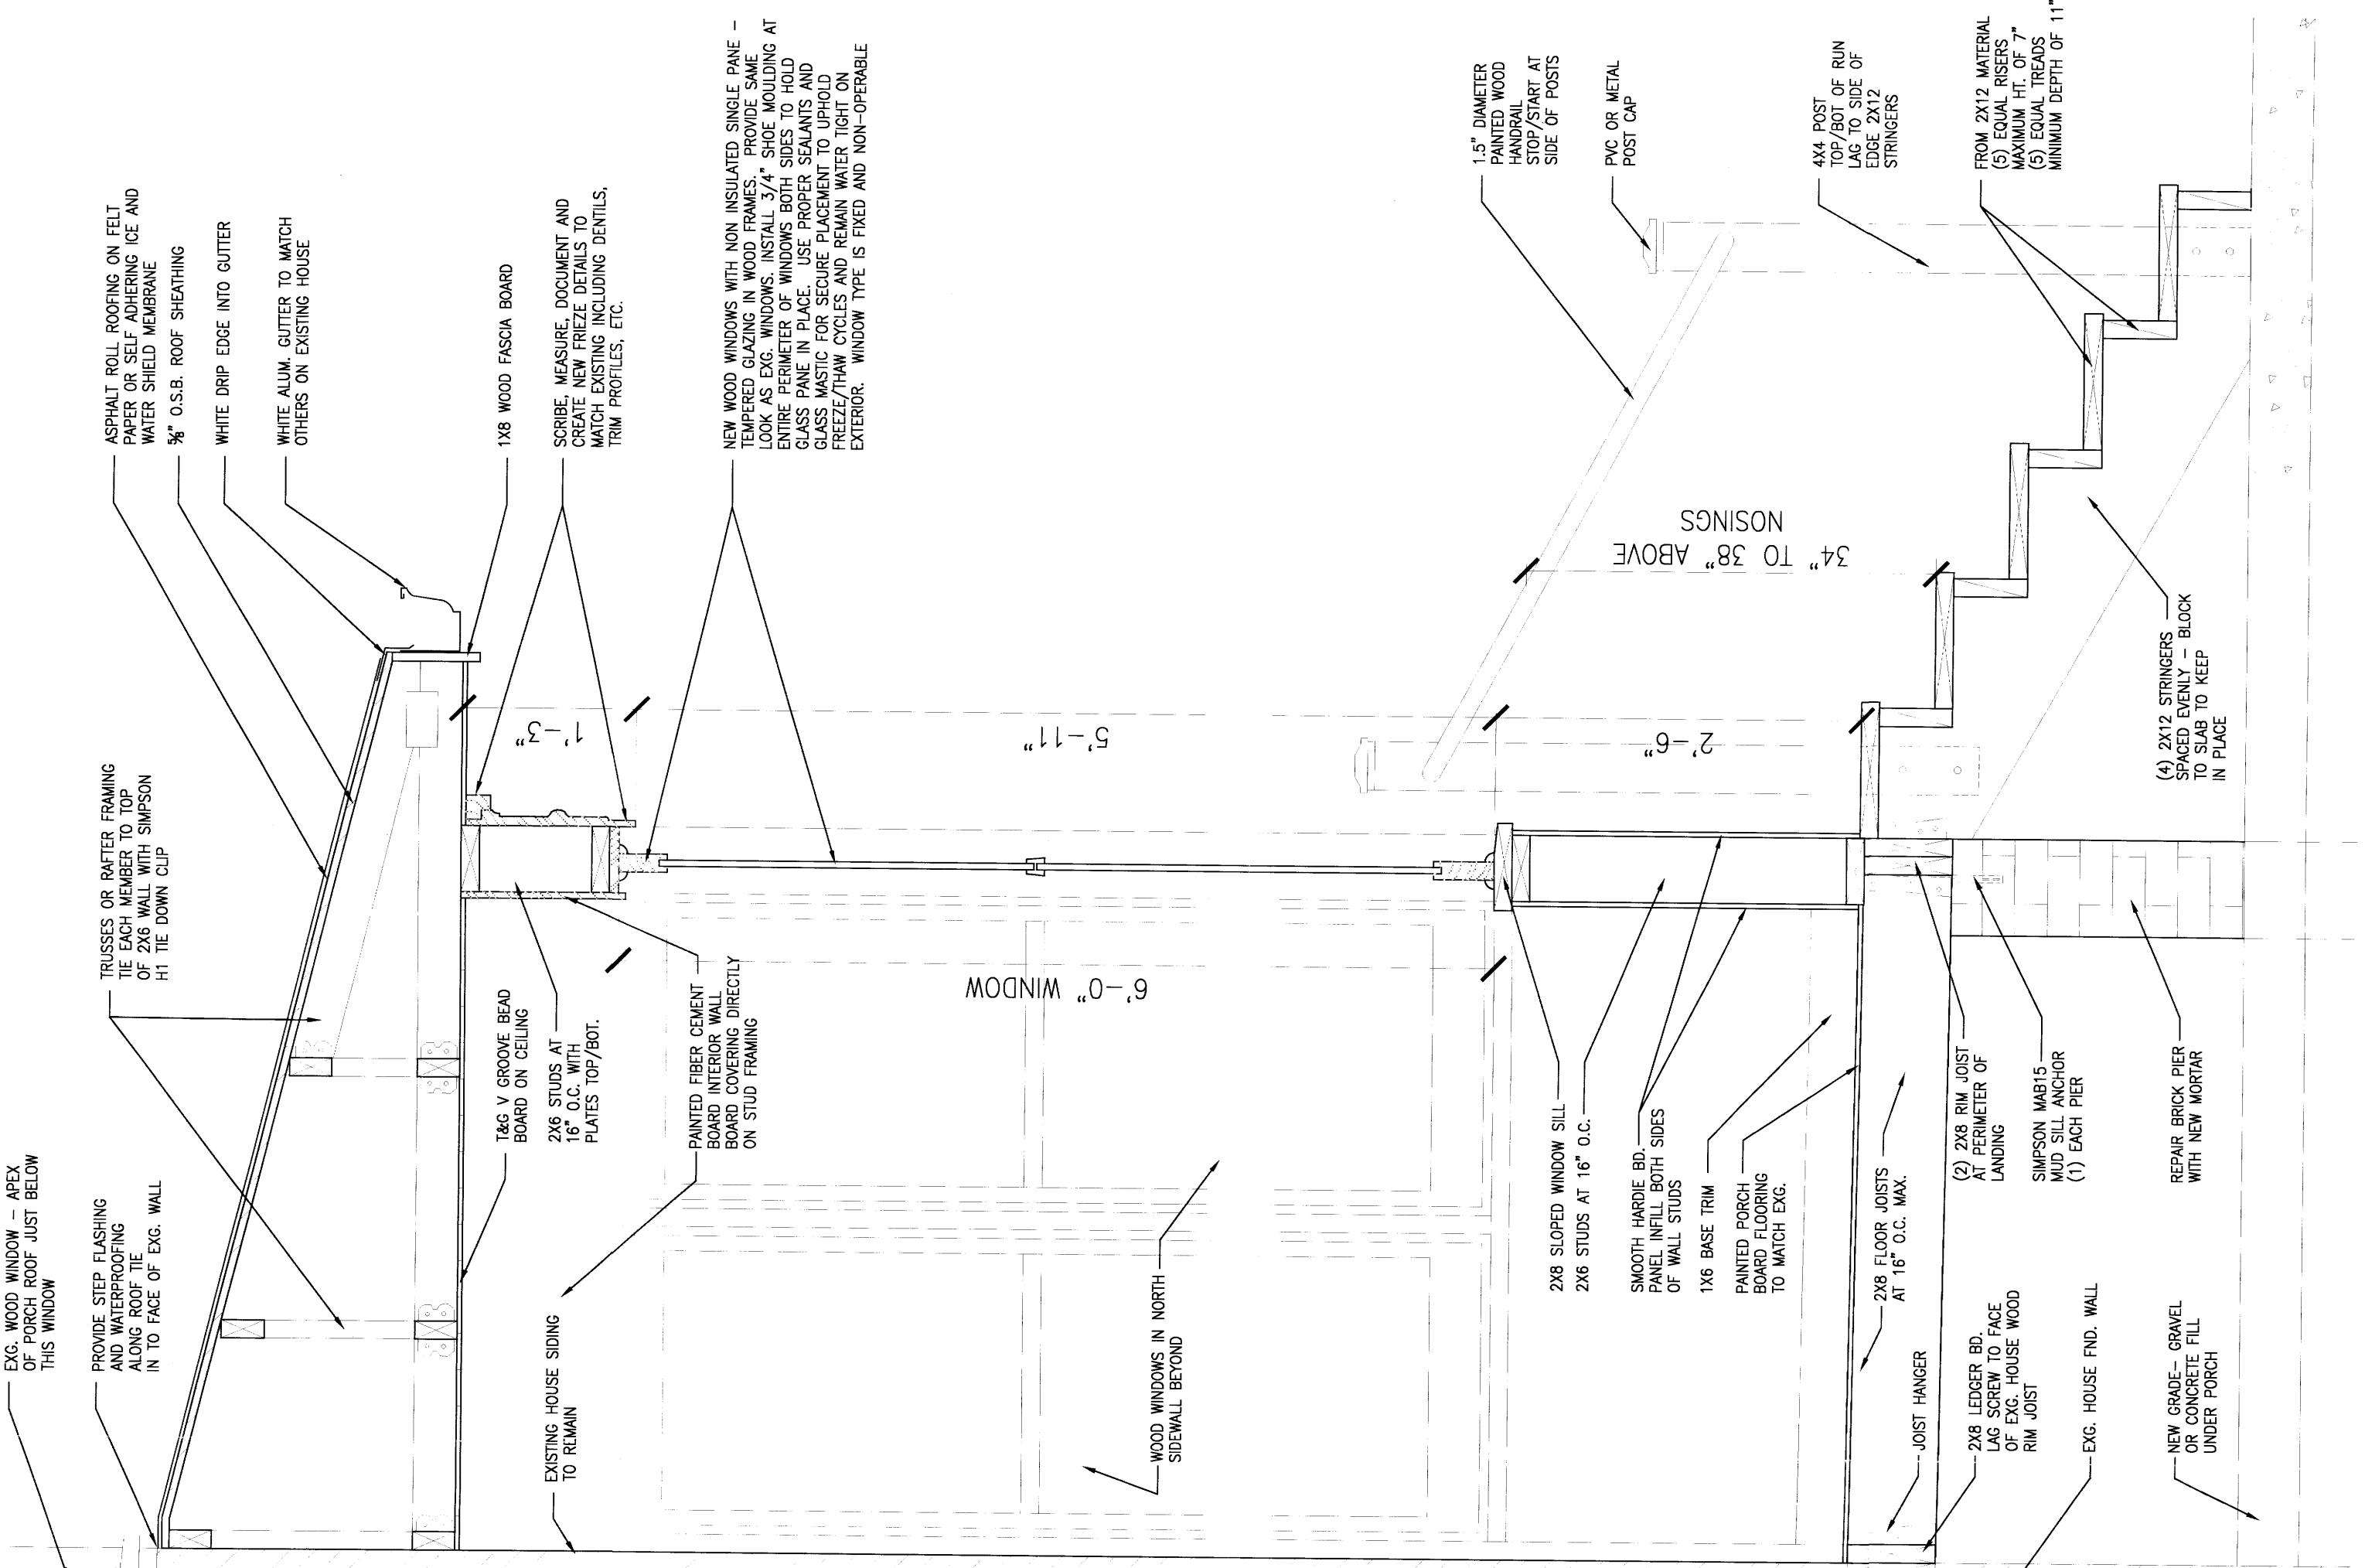 EXG. WOOD WINDOW – APEX
OF PORCH ROOF JUST BELOW
THIS WINDOW
PROVIDE STEP FLASHING
AND WATERPROOFING
ALONG ROOF TIE
IN TO FACE OF EXG. WALL
TRUSSES OR RAFTER FRAMING
TIE EACH MEMBER TO TOP
OF 2X6 WALL WITH SIMPSON
H1 TIE DOWN CLIP
ASPHALT ROLL ROOFING ON FELT
PAPER OR SELF ADHERING ICE AND
WATER SHIELD MEMBRANE
⅝" O.S.B. ROOF SHEATHING
WHITE DRIP EDGE INTO GUTTER
WHITE ALUM. GUTTER TO MATCH
OTHERS ON EXISTING HOUSE
1X8 WOOD FASCIA BOARD
SCRIBE, MEASURE, DOCUMENT AND
CREATE NEW FRIEZE DETAILS TO
MATCH EXISTING INCLUDING DENTILS,
TRIM PROFILES, ETC.
NEW WOOD WINDOWS WITH NON INSULATED SINGLE PANE –
TEMPERED GLAZING IN WOOD FRAMES. PROVIDE SAME
LOOK AS EXG. WINDOWS. INSTALL 3/4" SHOE MOULDING AT
ENTIRE PERIMETER OF WINDOWS BOTH SIDES TO HOLD
GLASS PANE IN PLACE. USE PROPER SEALANTS AND
GLASS MASTIC FOR SECURE PLACEMENT TO UPHOLD
FREEZE/THAW CYCLES AND REMAIN WATER TIGHT ON
EXTERIOR. WINDOW TYPE IS FIXED AND NON-OPERABLE
T&G V GROOVE BEAD
BOARD ON CEILING
2X6 STUDS AT
16" O.C. WITH
PLATES TOP/BOT.
PAINTED FIBER CEMENT
BOARD INTERIOR WALL
BOARD COVERING DIRECTLY
ON STUD FRAMING
EXISTING HOUSE SIDING
TO REMAIN
1'-3"
5'-11"
2'-6"
6'-0" WINDOW
34" TO 38" ABOVE
NOSINGS
WOOD WINDOWS IN NORTH
SIDEWALL BEYOND
1.5" DIAMETER
PAINTED WOOD
HANDRAIL
STOP/START AT
SIDE OF POSTS
PVC OR METAL
POST CAP
4X4 POST
TOP/BOT OF RUN
LAG TO SIDE OF
EDGE 2X12
STRINGERS
FROM 2X12 MATERIAL
(5) EQUAL RISERS
MAXIMUM HT. OF 7"
(5) EQUAL TREADS
MINIMUM DEPTH OF 11"
(4) 2X12 STRINGERS
SPACED EVENLY – BLOCK
TO SLAB TO KEEP
IN PLACE
2X8 SLOPED WINDOW SILL
2X6 STUDS AT 16" O.C.
SMOOTH HARDIE BD.
PANEL INFILL BOTH SIDES
OF WALL STUDS
1X6 BASE TRIM
PAINTED PORCH
BOARD FLOORING
TO MATCH EXG.
2X8 FLOOR JOISTS
AT 16" O.C. MAX.
(2) 2X8 RIM JOIST
AT PERIMETER OF
LANDING
SIMPSON MAB15
MUD SILL ANCHOR
(1) EACH PIER
REPAIR BRICK PIER
WITH NEW MORTAR
JOIST HANGER
2X8 LEDGER BD.
LAG SCREW TO FACE
OF EXG. HOUSE WOOD
RIM JOIST
EXG. HOUSE FND. WALL
NEW GRADE– GRAVEL
OR CONCRETE FILL
UNDER PORCH